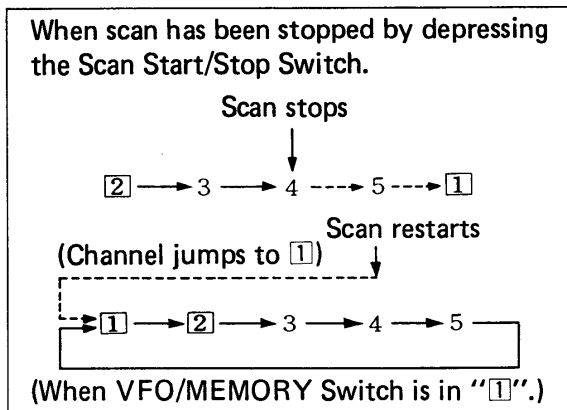 When scan has been stopped by depressing
the Scan Start/Stop Switch.
Scan stops
2 3 4 5 1
Scan restarts
(Channel jumps to 1)
1 2 3 4 5
(When VFO/MEMORY Switch is in “1”.)